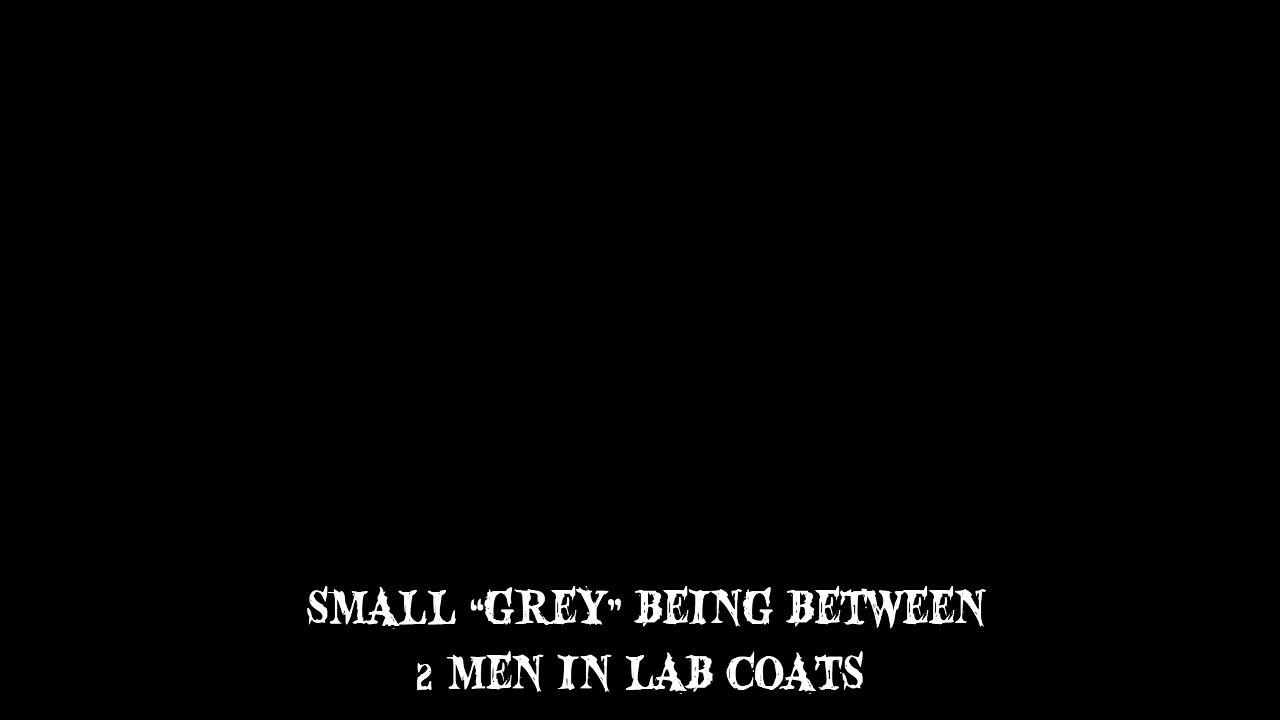 SMALL “GREY” BEING BETWEEN
2 MEN IN LAB COATS